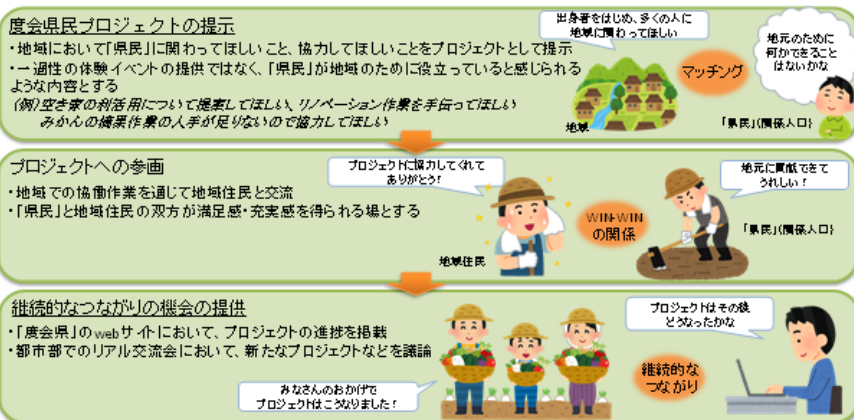 度会県民プロジェクトの提示
・地域において「県民」に関わってほしいこと、協力してほしいことをプロジェクトとして提示
・一過性の体験イベントの提供ではなく、「県民」が地域のために役立っていると感じられる
ような内容とする
(例)空き家の利活用について提案してほしい、リノベーション作業を手伝ってほしい
みかんの摘果作業の人手が足りないので協力してほしい
出身者をはじめ、多くの人に
地域に関わってほしい
地域
マッチング
地元のために
何かできること
はないかな
「県民」(関係人口)
プロジェクトへの参画
・地域での協働作業を通じて地域住民と交流
・「県民」と地域住民の双方が満足感・充実感を得られる場とする
プロジェクトに協力してくれて
ありがとう!
地域住民
WIN-WIN
の関係
地元に貢献できて
うれしい!
「県民」(関係人口)
継続的なつながりの機会の提供
・「度会県」のwebサイトにおいて、プロジェクトの進捗を掲載
・都市部でのリアル交流会において、新たなプロジェクトなどを議論
みなさんのおかげで
プロジェクトはこうなりました!
継続的な
つながり
プロジェクトはその後
どうなったかな